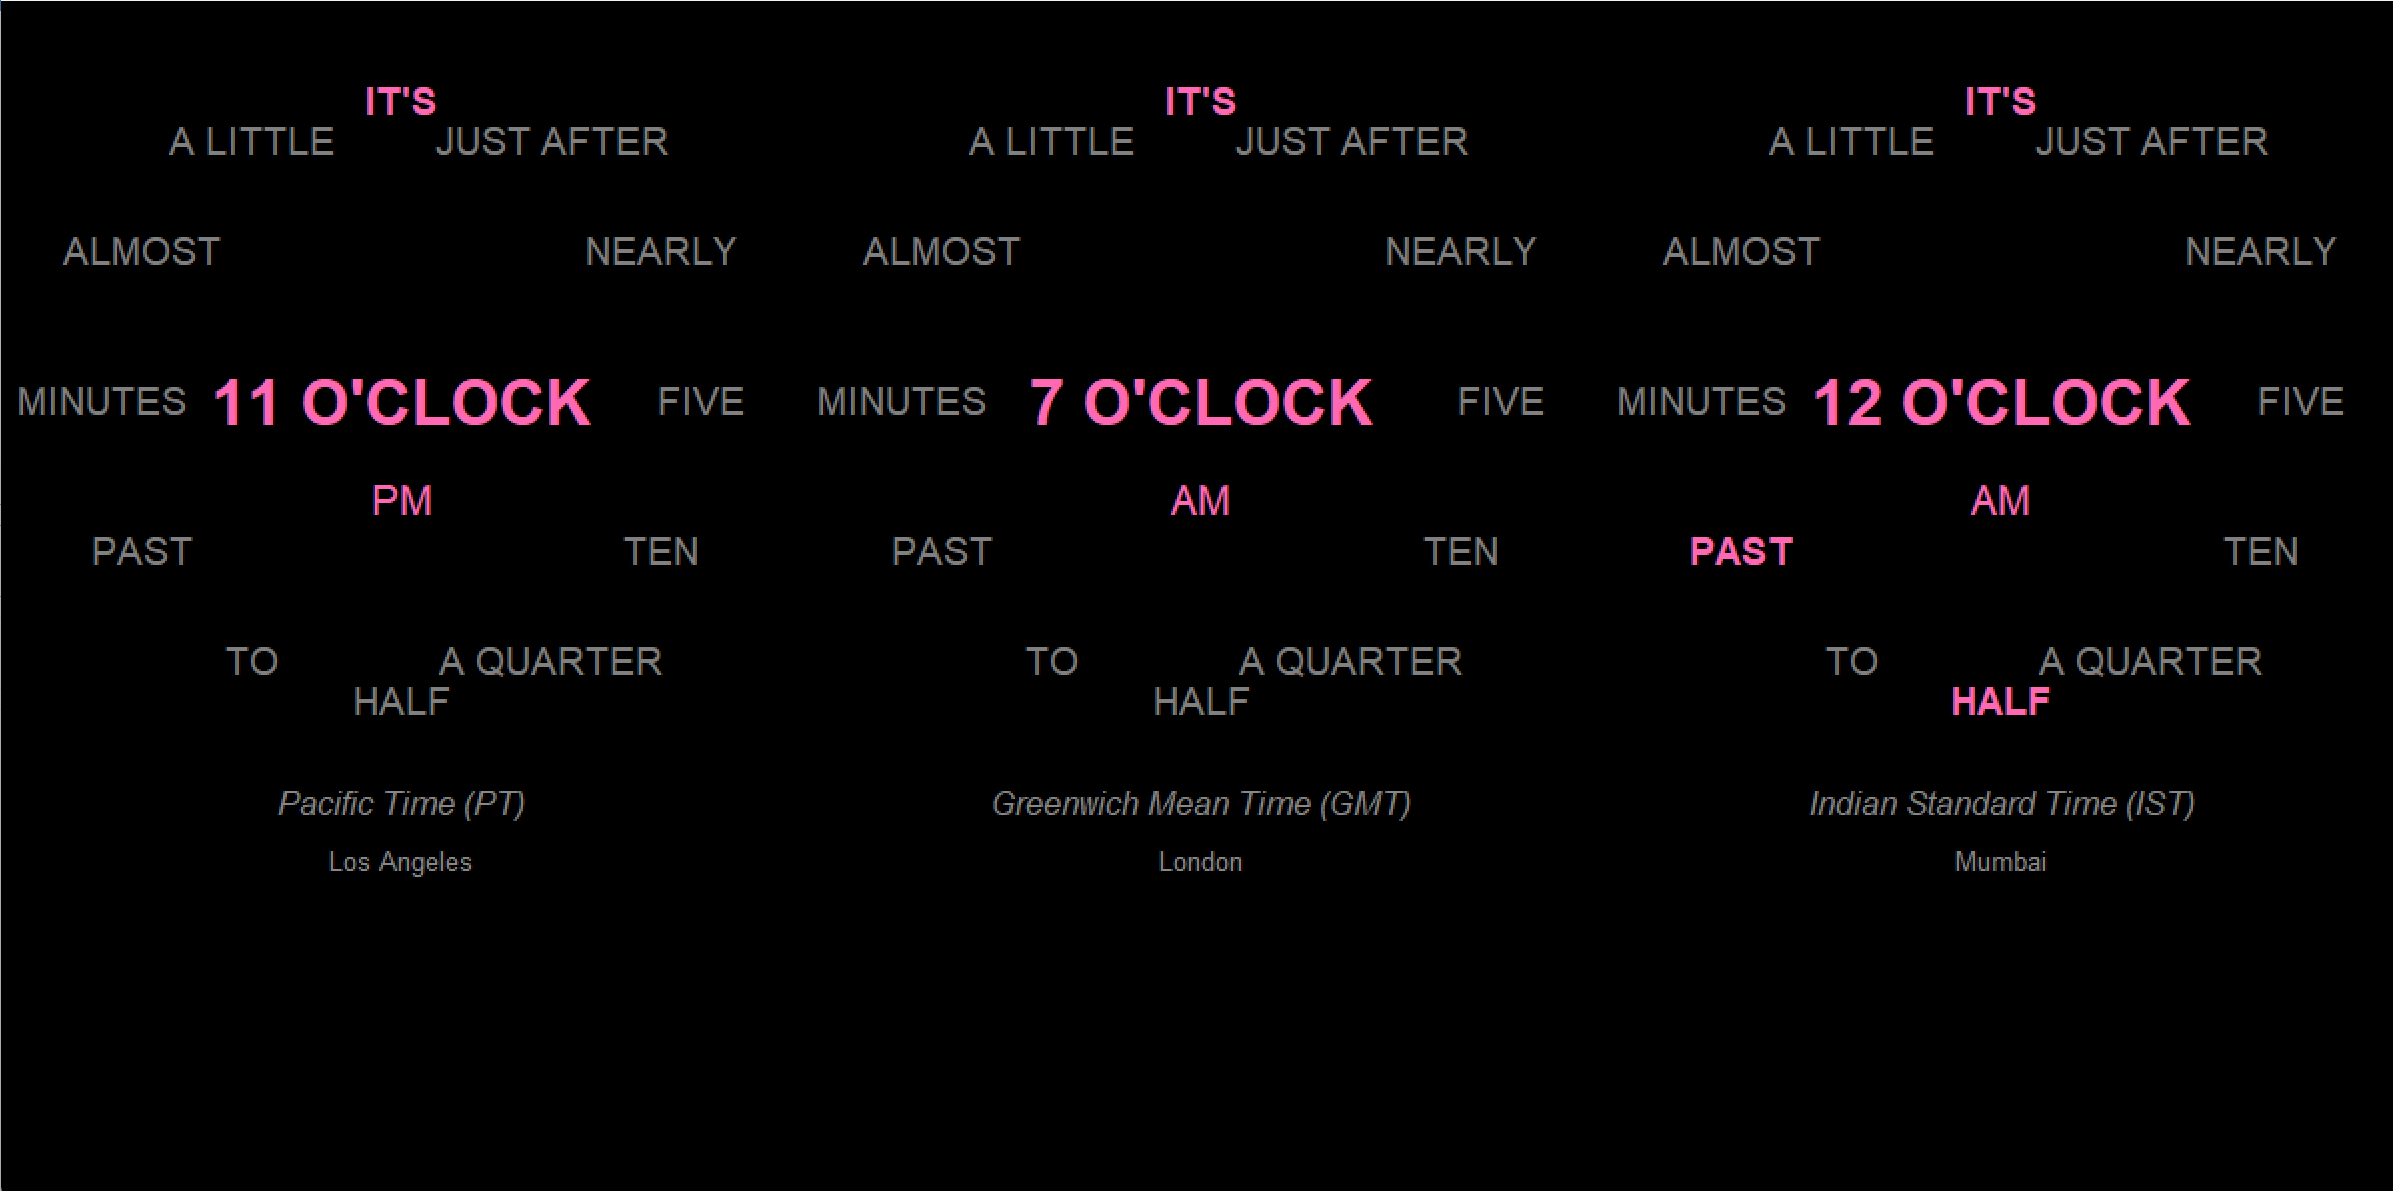 IT'S
A LITTLE JUST AFTER
ALMOST NEARLY
MINUTES 11 O'CLOCK FIVE
PM
PAST TEN
TO A QUARTER
HALF
Pacific Time (PT)
Los Angeles
IT'S
A LITTLE JUST AFTER
ALMOST NEARLY
MINUTES 7 O'CLOCK FIVE
AM
PAST TEN
TO A QUARTER
HALF
Greenwich Mean Time (GMT)
London
IT'S
A LITTLE JUST AFTER
ALMOST NEARLY
MINUTES 12 O'CLOCK FIVE
AM
PAST TEN
TO A QUARTER
HALF
Indian Standard Time (IST)
Mumbai